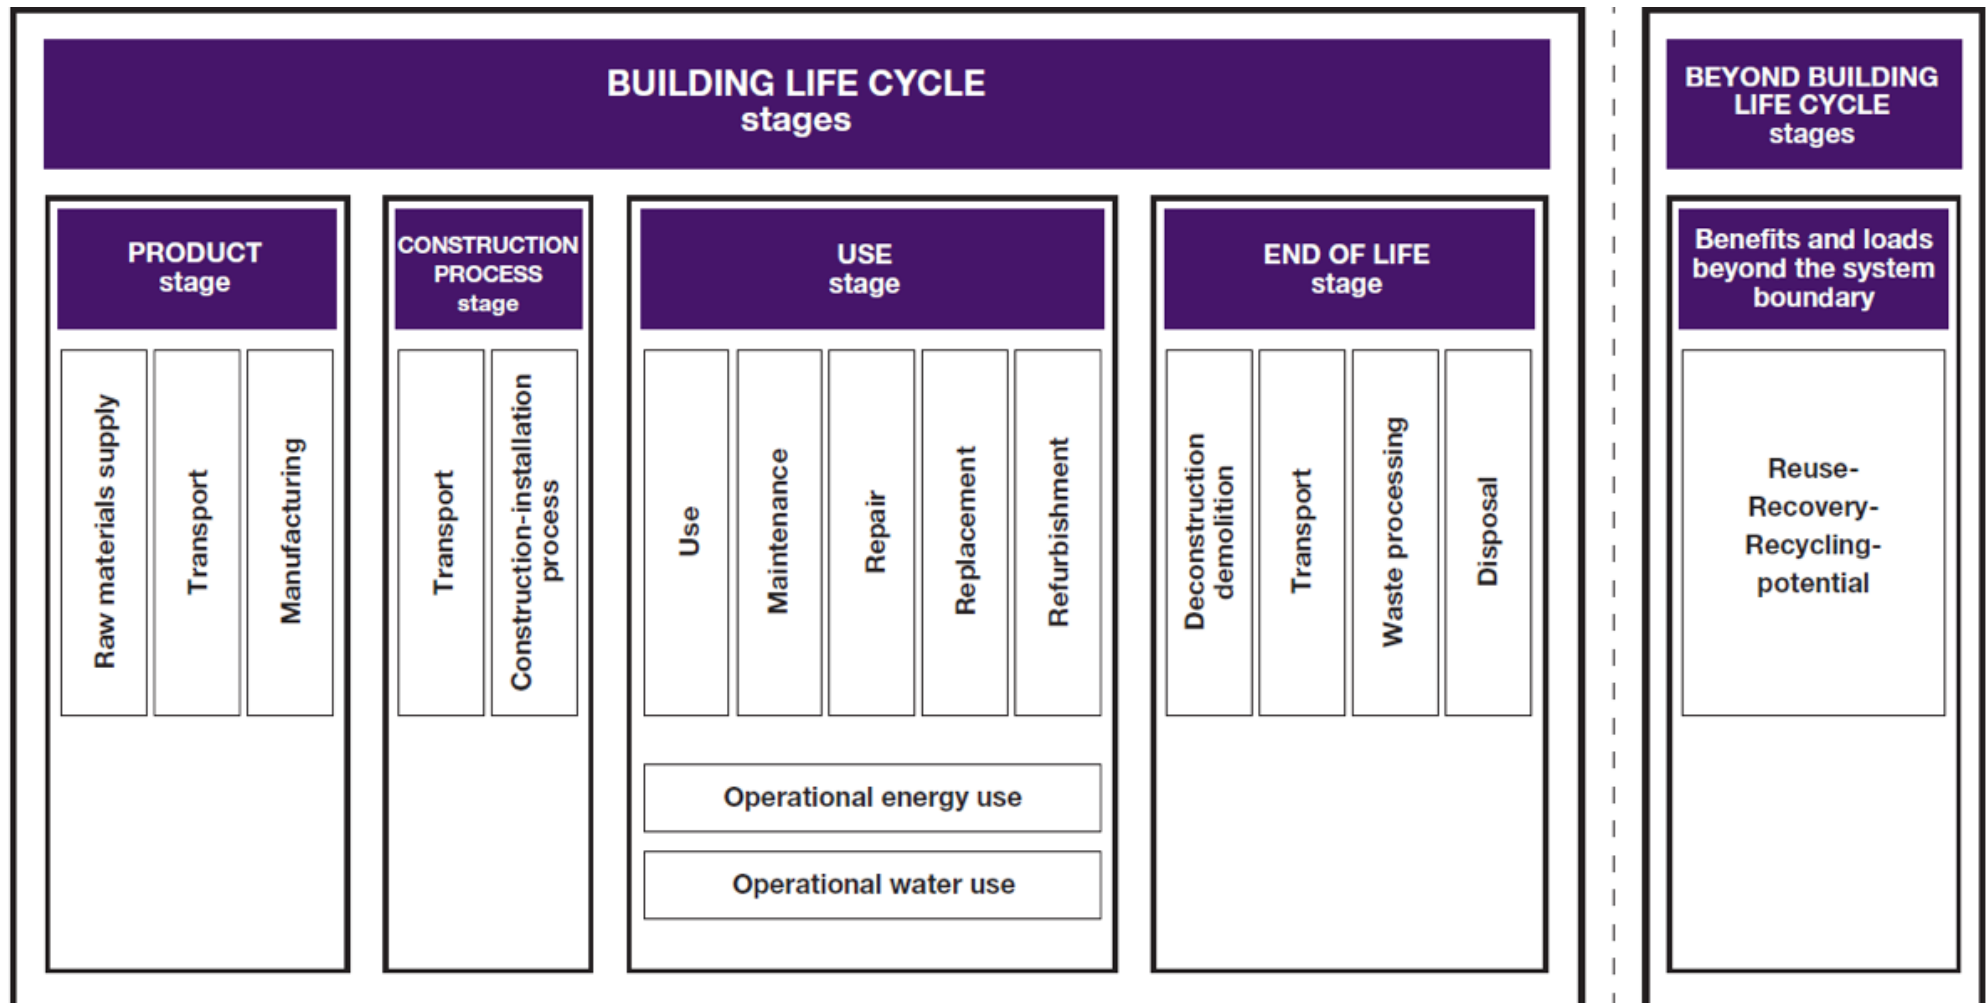 BUILDING LIFE CYCLE
stages
PRODUCT
stage
Raw materials supply
Transport
Manufacturing
CONSTRUCTION
PROCESS
stage
Transport
Construction-installation
process
USE
stage
Use
Maintenance
Repair
Replacement
Refurbishment
Operational energy use
Operational water use
END OF LIFE
stage
Deconstruction
demolition
Transport
Waste processing
Disposal
BEYOND BUILDING
LIFE CYCLE
stages
Benefits and loads
beyond the system
boundary
Reuse-
Recovery-
Recycling-
potential